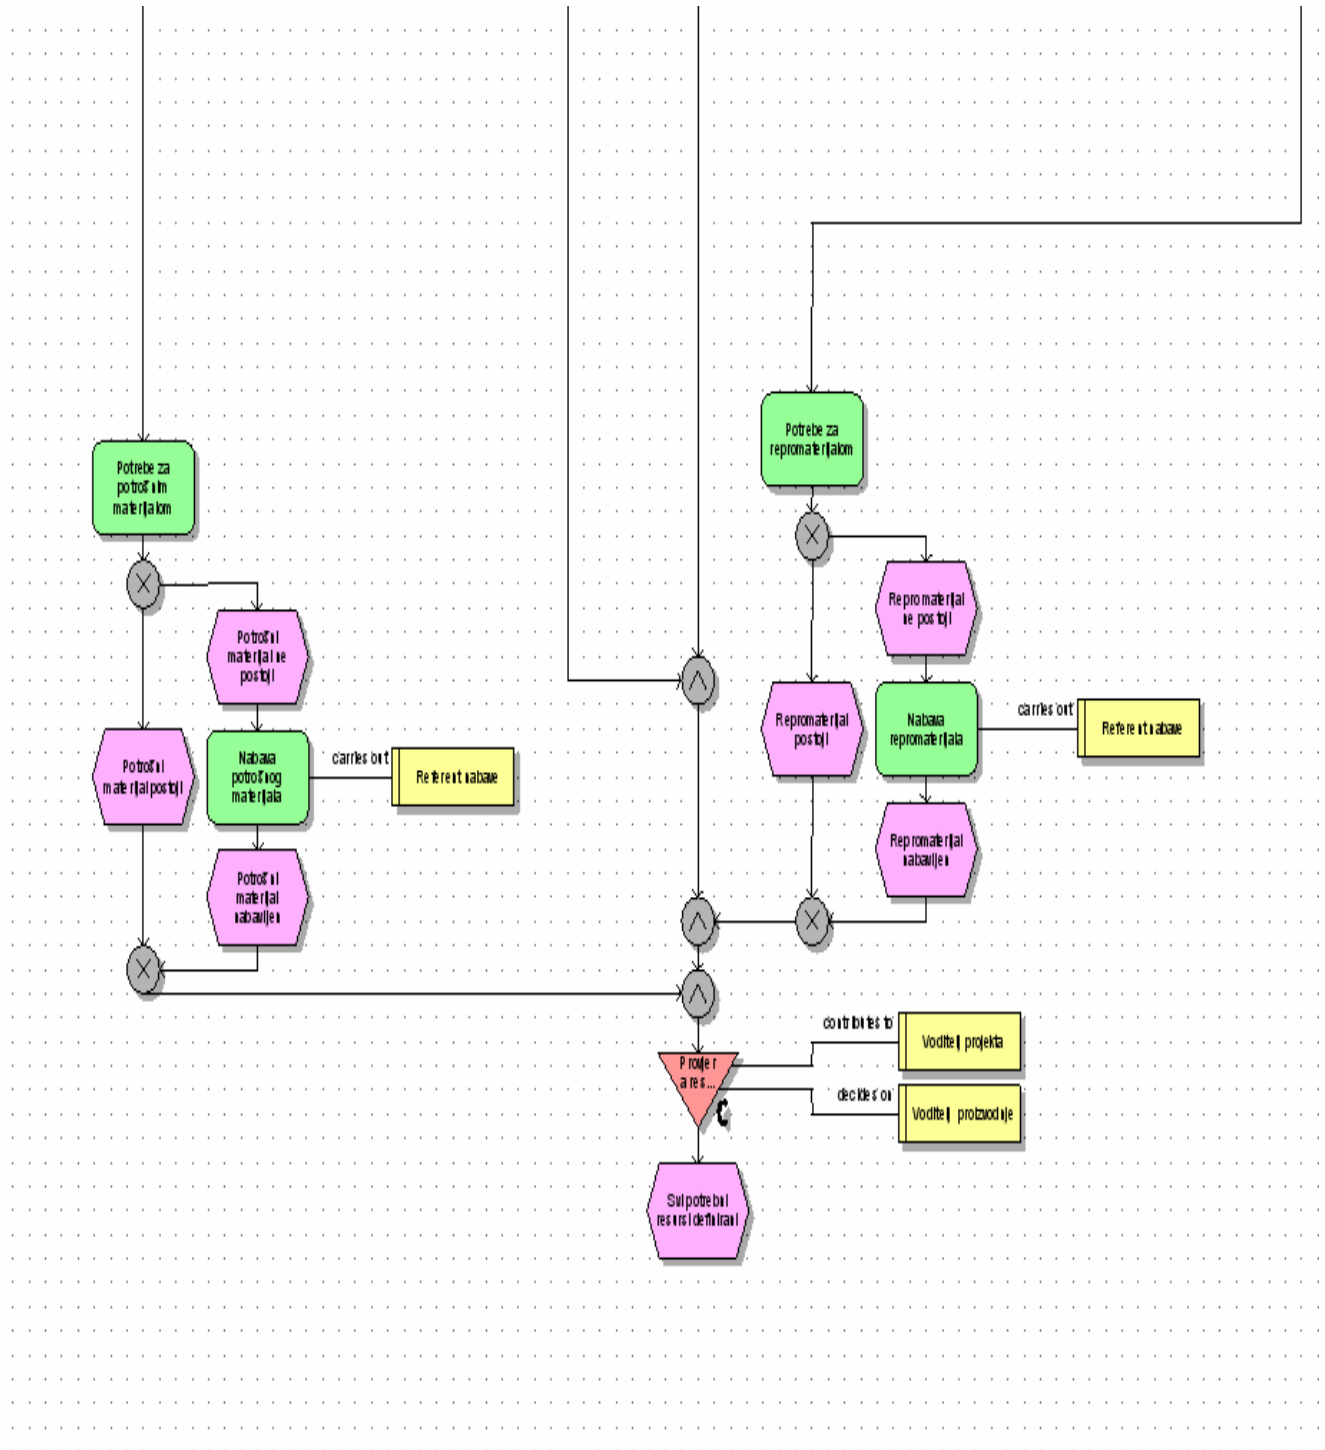 Potrebe za
repromaterijalom
Potrebe za
potrošnim
materijalom
Repromaterijal
ne postoji
Potrošni
materijal ne
postoji
carries out
Referent nabave
Repromaterijal
postoji
Nabava
repromaterijala
Potrošni
materijal postoji
Nabava
potrošnog
materijala
carries out
Referent nabave
Repromaterijal
nabavljen
Potrošni
materijal
nabavljen
contributes to
Voditelj projekta
Provjer
a res...
decides on
Voditelj proizvodnje
C
Svi potrebni
resursi definirani